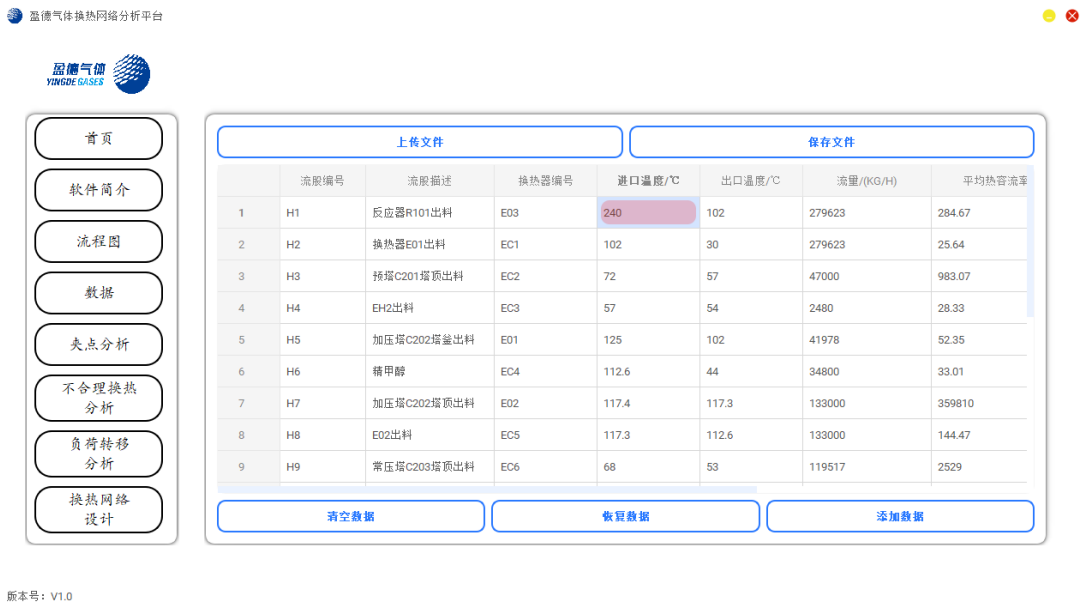 盈德气体换热网络分析平台
盈德气体
YINGDE GASES
首页
软件简介
流程图
数据
夹点分析
不合理换热
分析
负荷转移
分析
换热网络
设计
上传文件 保存文件
流股编号 流股描述 换热器编号 进口温度/℃ 出口温度/℃ 流量/(KG/H) 平均热容流率
1 H1 反应器R101出料 E03 240 102 279623 284.67
2 H2 换热器E01出料 EC1 102 30 279623 25.64
3 H3 预塔C201塔顶出料 EC2 72 57 47000 983.07
4 H4 EH2出料 EC3 57 54 2480 28.33
5 H5 加压塔C202塔釜出料 E01 125 102 41978 52.35
6 H6 精甲醇 EC4 112.6 44 34800 33.01
7 H7 加压塔C202塔顶出料 E02 117.4 117.3 133000 359810
8 H8 E02出料 EC5 117.3 112.6 133000 144.47
9 H9 常压塔C203塔顶出料 EC6 68 53 119517 2529
清空数据 恢复数据 添加数据
版本号：V1.0